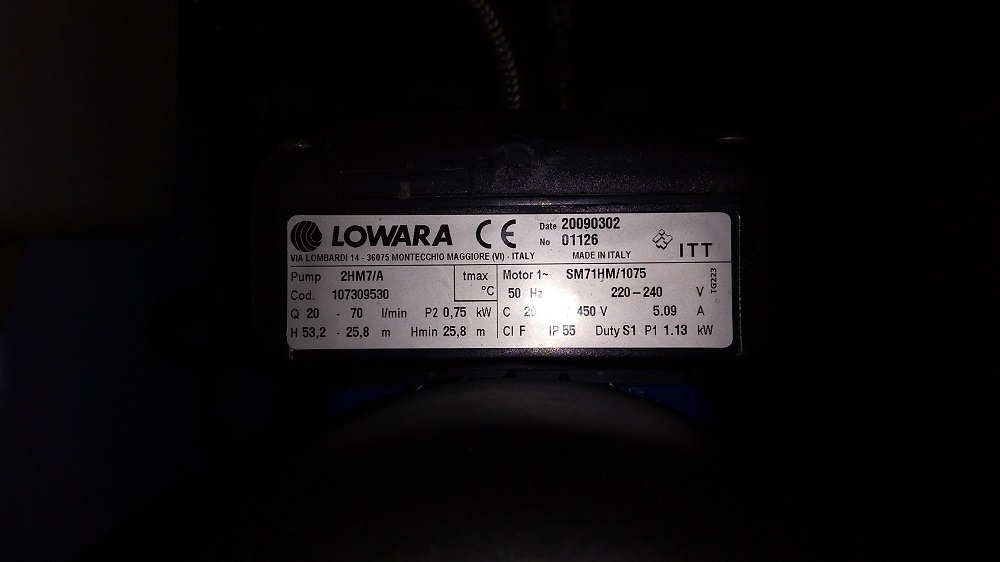 LOWARA CE Date 20090302
No 01126
ITT
VIA LOMBARDI 14 - 36075 MONTECCHIO MAGGIORE (VI) - ITALY MADE IN ITALY
Pump 2HM7/A tmax Motor 1~ SM71HM/1075
Cod. 107309530 °C 50 Hz 220-240 V
Q 20 - 70 l/min P2 0,75 kW C 20 / 450 V 5.09 A
H 53,2 - 25,8 m Hmin 25,8 m Cl F IP 55 Duty S1 P1 1.13 kW
TG223